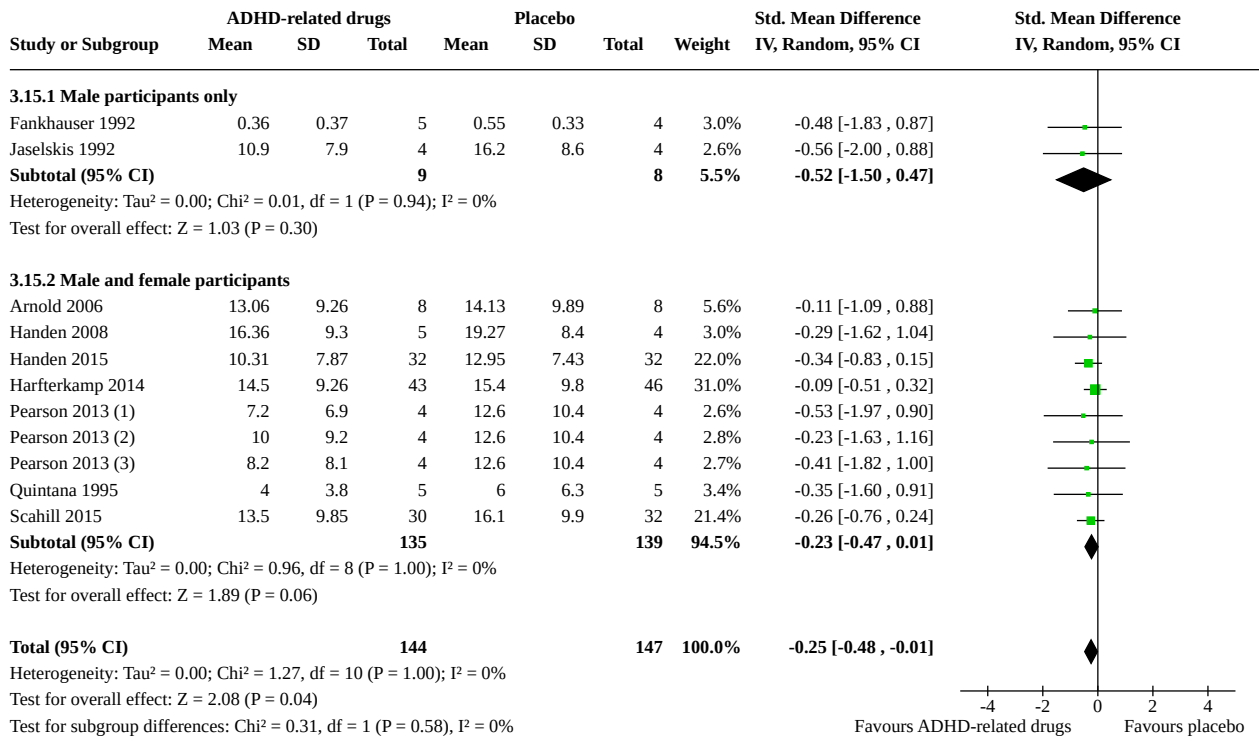 ADHD-related drugs Placebo Std. Mean Difference Std. Mean Difference
Study or Subgroup Mean SD Total Mean SD Total Weight IV, Random, 95% CI IV, Random, 95% CI
3.15.1 Male participants only
Fankhauser 1992 0.36 0.37 5 0.55 0.33 4 3.0% -0.48 [-1.83 , 0.87]
Jaselskis 1992 10.9 7.9 4 16.2 8.6 4 2.6% -0.56 [-2.00 , 0.88]
Subtotal (95% CI) 9 8 5.5% -0.52 [-1.50 , 0.47]
Heterogeneity: Tau² = 0.00; Chi² = 0.01, df = 1 (P = 0.94); I² = 0%
Test for overall effect: Z = 1.03 (P = 0.30)
3.15.2 Male and female participants
Arnold 2006 13.06 9.26 8 14.13 9.89 8 5.6% -0.11 [-1.09 , 0.88]
Handen 2008 16.36 9.3 5 19.27 8.4 4 3.0% -0.29 [-1.62 , 1.04]
Handen 2015 10.31 7.87 32 12.95 7.43 32 22.0% -0.34 [-0.83 , 0.15]
Harfterkamp 2014 14.5 9.26 43 15.4 9.8 46 31.0% -0.09 [-0.51 , 0.32]
Pearson 2013 (1) 7.2 6.9 4 12.6 10.4 4 2.6% -0.53 [-1.97 , 0.90]
Pearson 2013 (2) 10 9.2 4 12.6 10.4 4 2.8% -0.23 [-1.63 , 1.16]
Pearson 2013 (3) 8.2 8.1 4 12.6 10.4 4 2.7% -0.41 [-1.82 , 1.00]
Quintana 1995 4 3.8 5 6 6.3 5 3.4% -0.35 [-1.60 , 0.91]
Scahill 2015 13.5 9.85 30 16.1 9.9 32 21.4% -0.26 [-0.76 , 0.24]
Subtotal (95% CI) 135 139 94.5% -0.23 [-0.47 , 0.01]
Heterogeneity: Tau² = 0.00; Chi² = 0.96, df = 8 (P = 1.00); I² = 0%
Test for overall effect: Z = 1.89 (P = 0.06)
Total (95% CI) 144 147 100.0% -0.25 [-0.48 , -0.01]
Heterogeneity: Tau² = 0.00; Chi² = 1.27, df = 10 (P = 1.00); I² = 0%
Test for overall effect: Z = 2.08 (P = 0.04)
-4 -2 0 2 4
Test for subgroup differences: Chi² = 0.31, df = 1 (P = 0.58), I² = 0%
Favours ADHD-related drugs Favours placebo